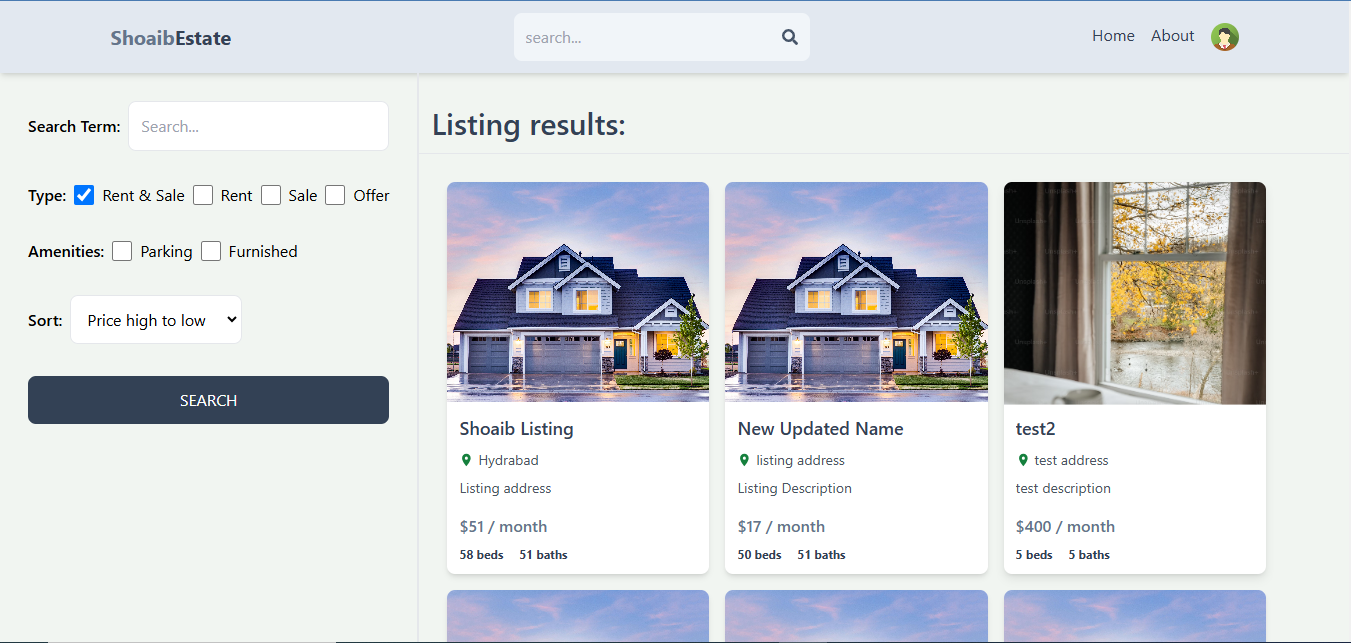 ShoaibEstate
search...
Home
About
Search Term:
Search...
Type:
Rent & Sale
Rent
Sale
Offer
Amenities:
Parking
Furnished
Sort:
Price high to low
SEARCH
Listing results:
Shoaib Listing
Hydrabad
Listing address
$51 / month
58 beds
51 baths
New Updated Name
listing address
Listing Description
$17 / month
50 beds
51 baths
test2
test address
test description
$400 / month
5 beds
5 baths